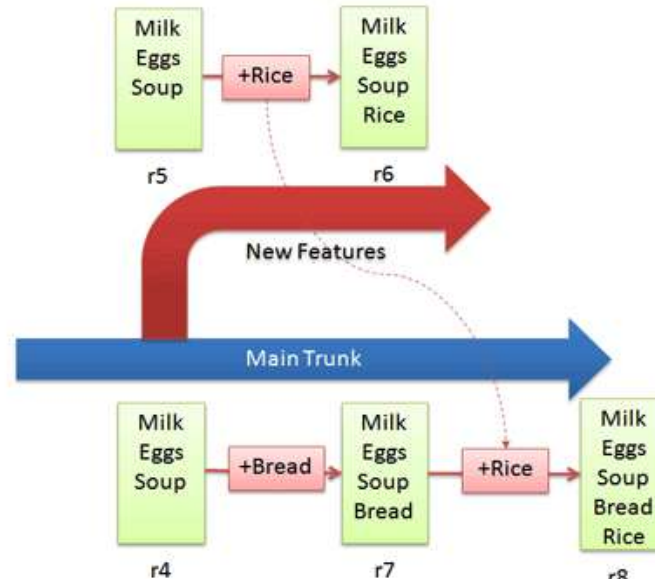 Milk
Eggs
Soup
+Rice
Milk
Eggs
Soup
Rice
r5
r6
New Features
Main Trunk
Milk
Eggs
Soup
+Bread
Milk
Eggs
Soup
Bread
+Rice
Milk
Eggs
Soup
Bread
Rice
r4
r7
r8